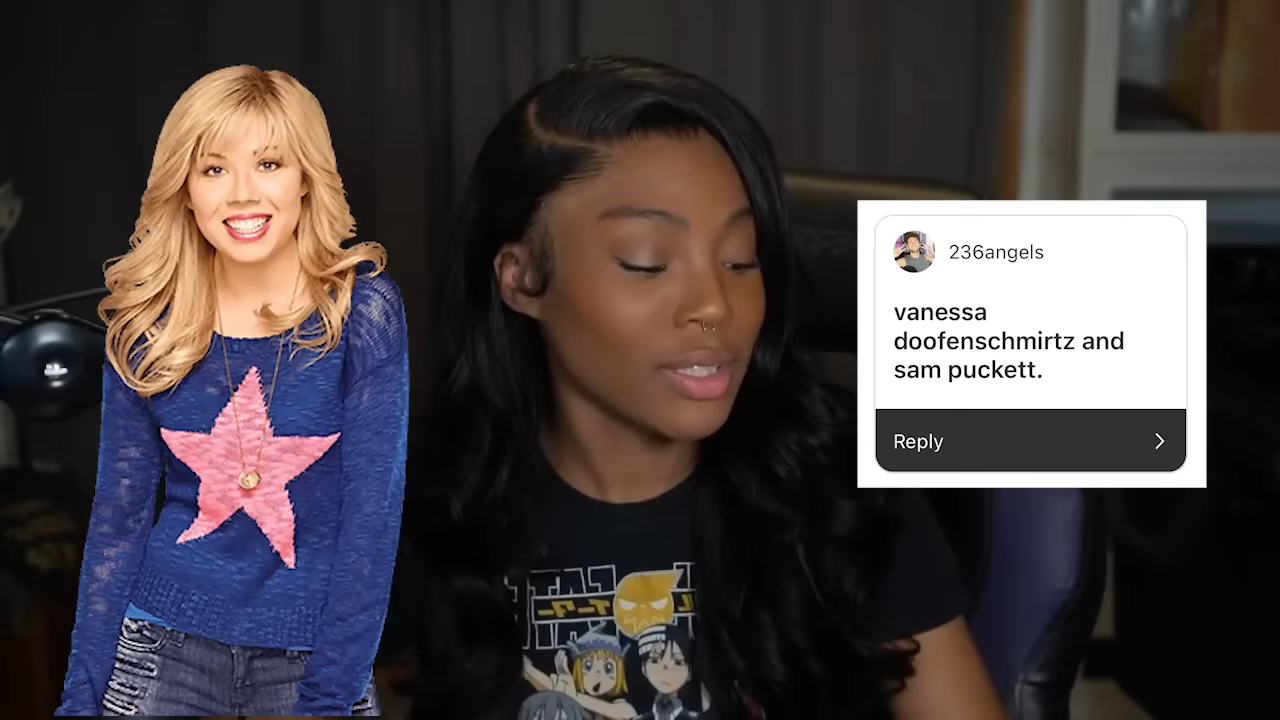 236angels
vanessa
doofenschmirtz and
sam puckett.
Reply